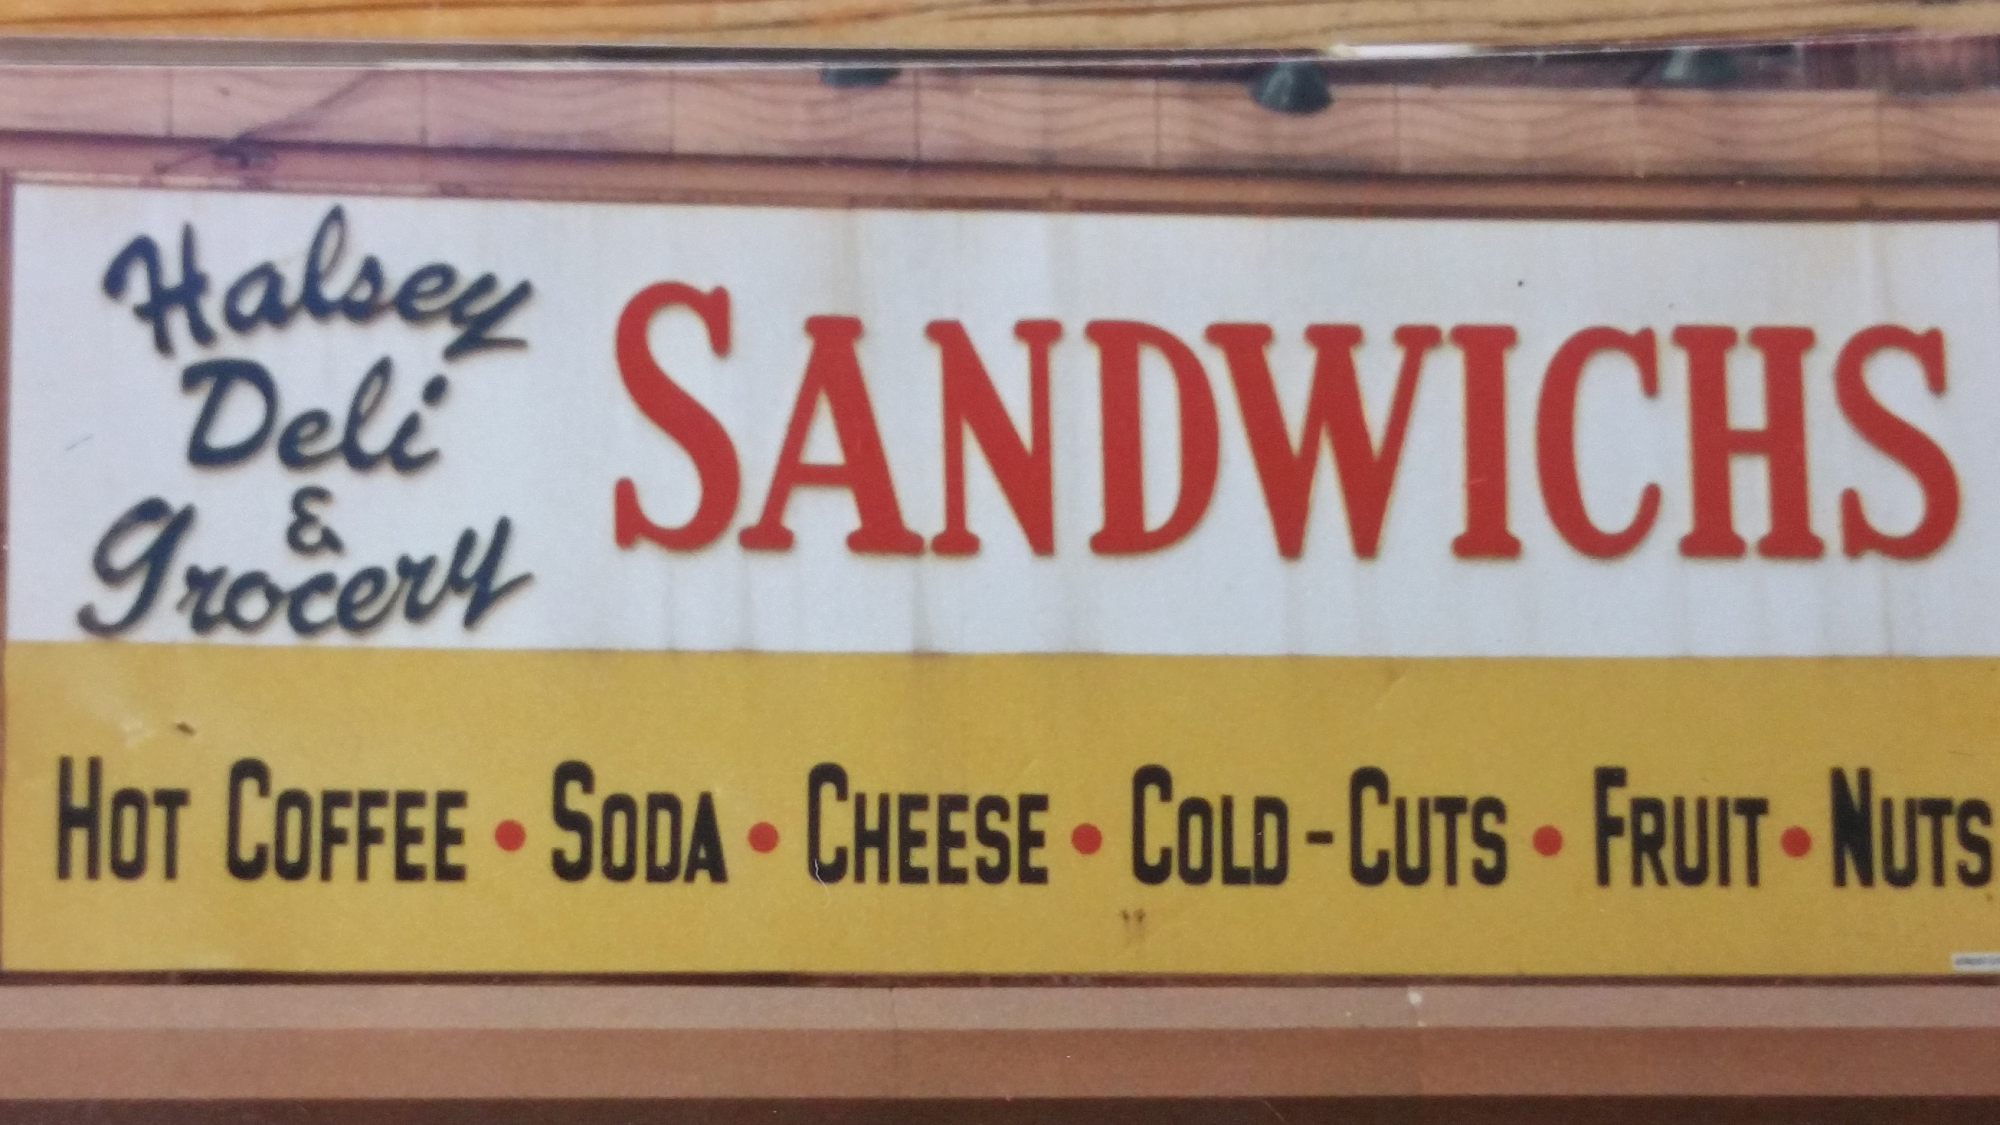 Halsey
Deli
&
Grocery
SANDWICHS
HOT COFFEE • SODA • CHEESE • COLD-CUTS • FRUIT • NUTS